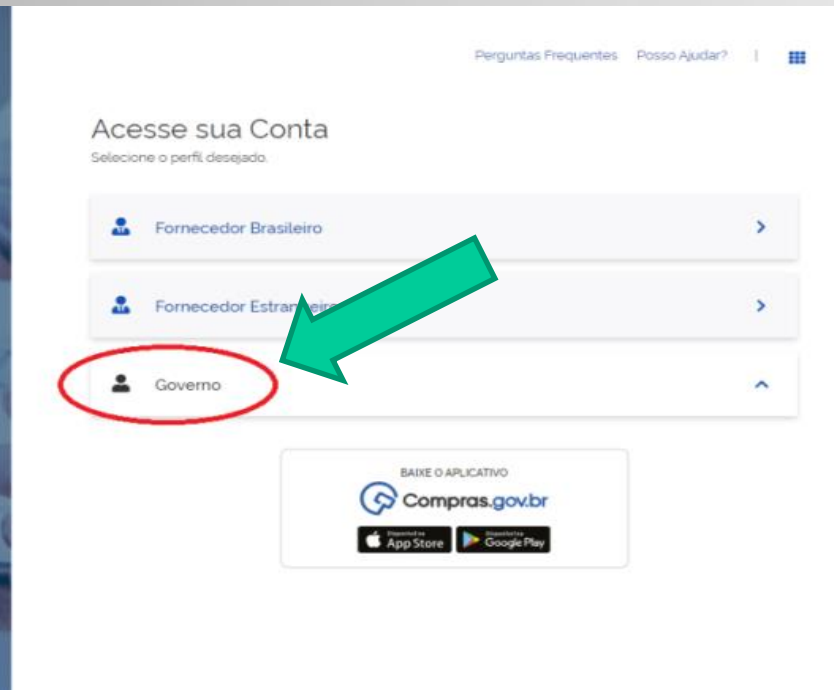 Perguntas Frequentes Posso Ajudar?
Acesse sua Conta
Selecione o perfil desejado.
Fornecedor Brasileiro
Fornecedor
Governo
BAIXE O APLICATIVO
Compras.gov.br
App Store Google Play